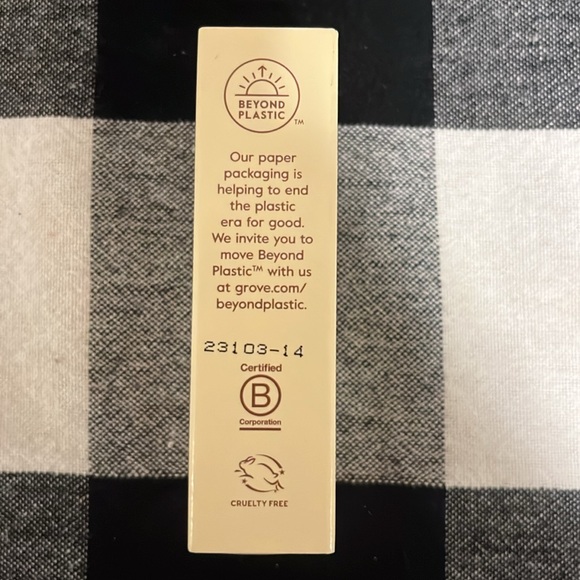 BEYOND
PLASTIC
TM
Our paper
packaging is
helping to end
the plastic
era for good.
We invite you to
move Beyond
Plastic™ with us
at grove.com/
beyondplastic.
23103-14
Certified
B
Corporation
CRUELTY FREE